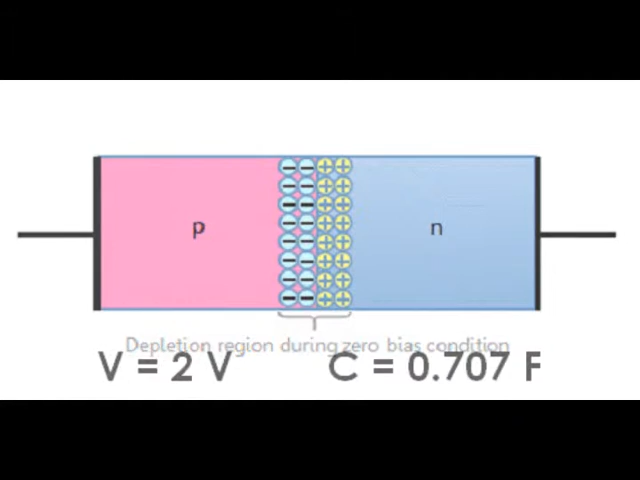 p n
Depletion region during zero bias condition
V = 2 V C = 0.707 F